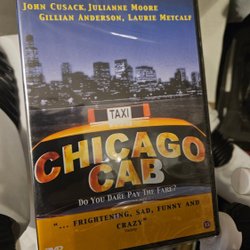 JOHN CUSACK, JULIANNE MOORE
GILLIAN ANDERSON, LAURIE METCALF
TAXI
CHICAGO
CAB
DO YOU DARE PAY THE FARE?
"... FRIGHTENING, SAD, FUNNY AND
CRAZY"